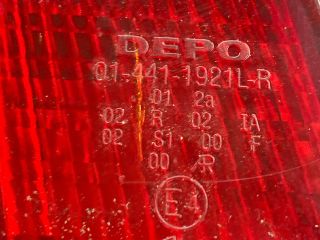 DEPO
01-441-1921L-R
01 2a
02 R 02 IA
02 S1 00 F
00 R
E4